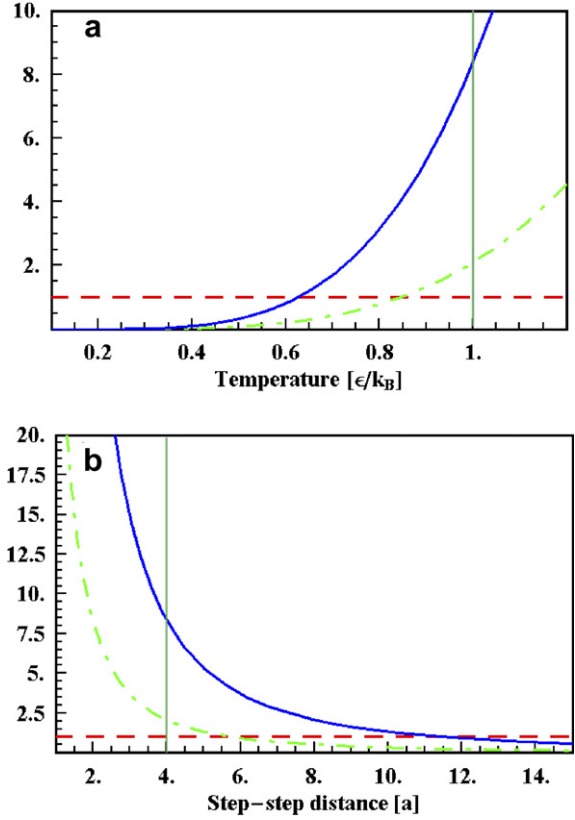 10.
a
8.
6.
4.
2.
0.2 0.4 0.6 0.8 1.
Temperature [ϵ/kB]
20.
b
17.5
15.
12.5
10.
7.5
5.
2.5
2. 4. 6. 8. 10. 12. 14.
Step–step distance [a]